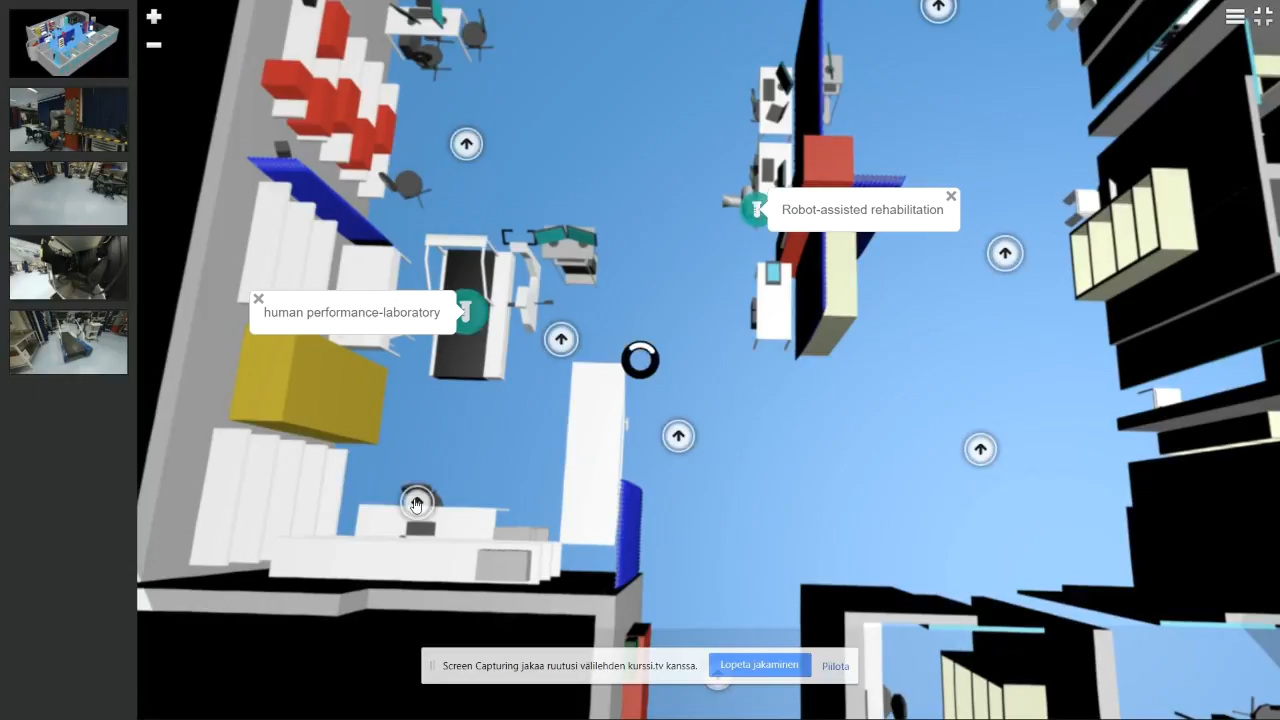 Robot-assisted rehabilitation
human performance-laboratory
Screen Capturing jakaa ruutusi välilehden kurssi.tv kanssa. Lopeta jakaminen Piilota